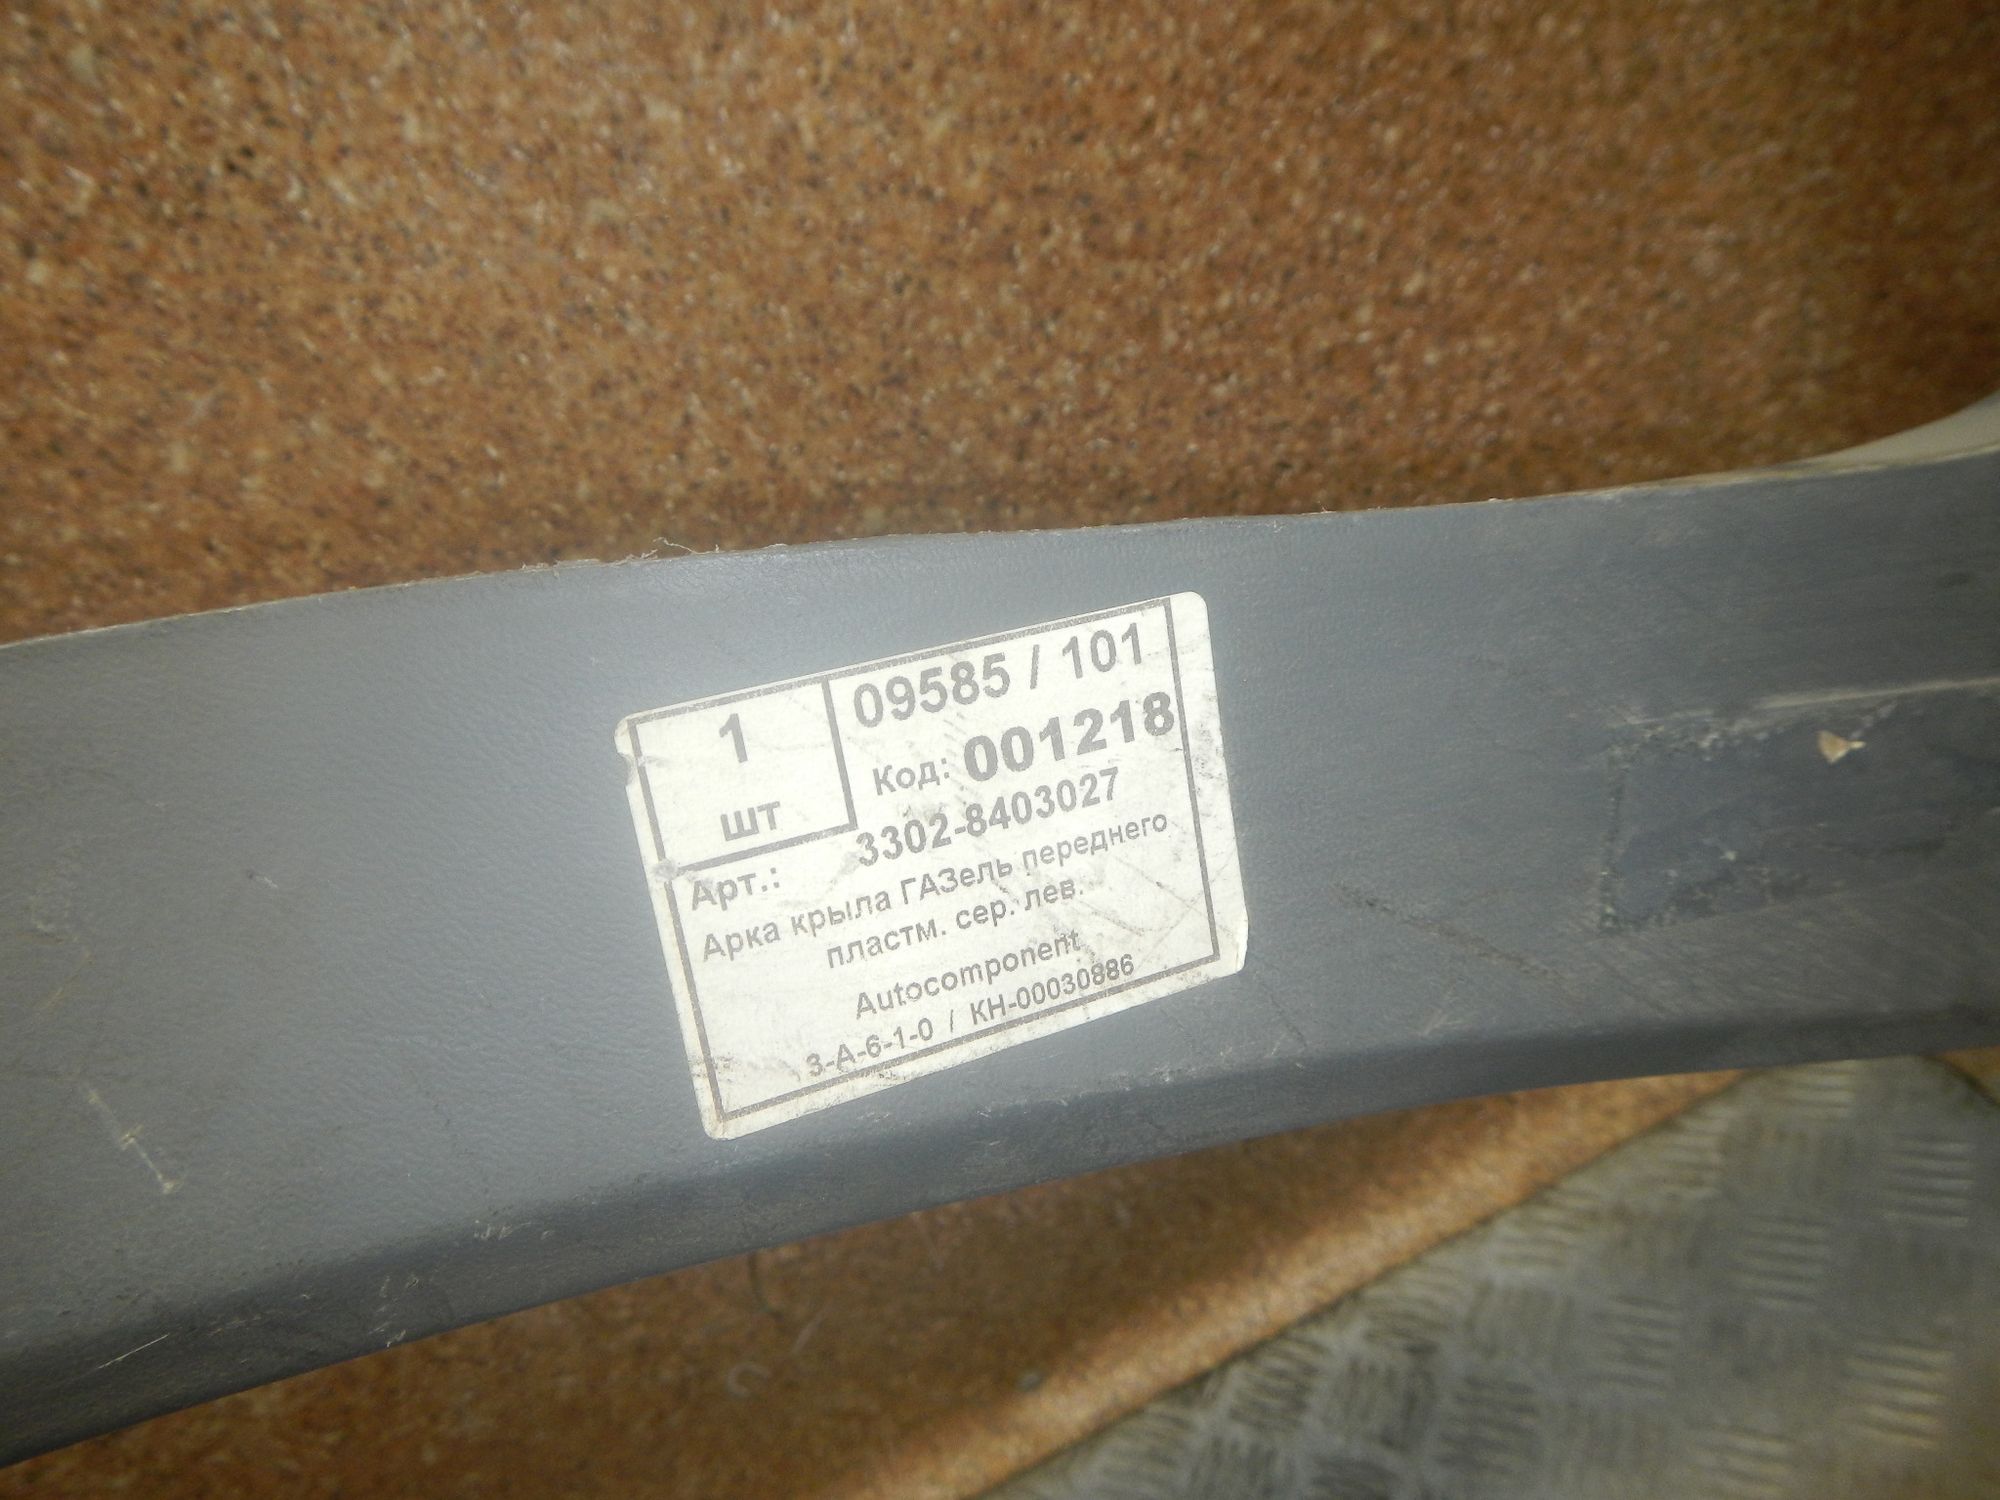 1
шт
09585 / 101
Код: 001218
Арт.: 3302-8403027
Арка крыла ГАЗель переднего
пластм. сер. лев.
Autocomponent
3-А-6-1-0 / КН-00030886